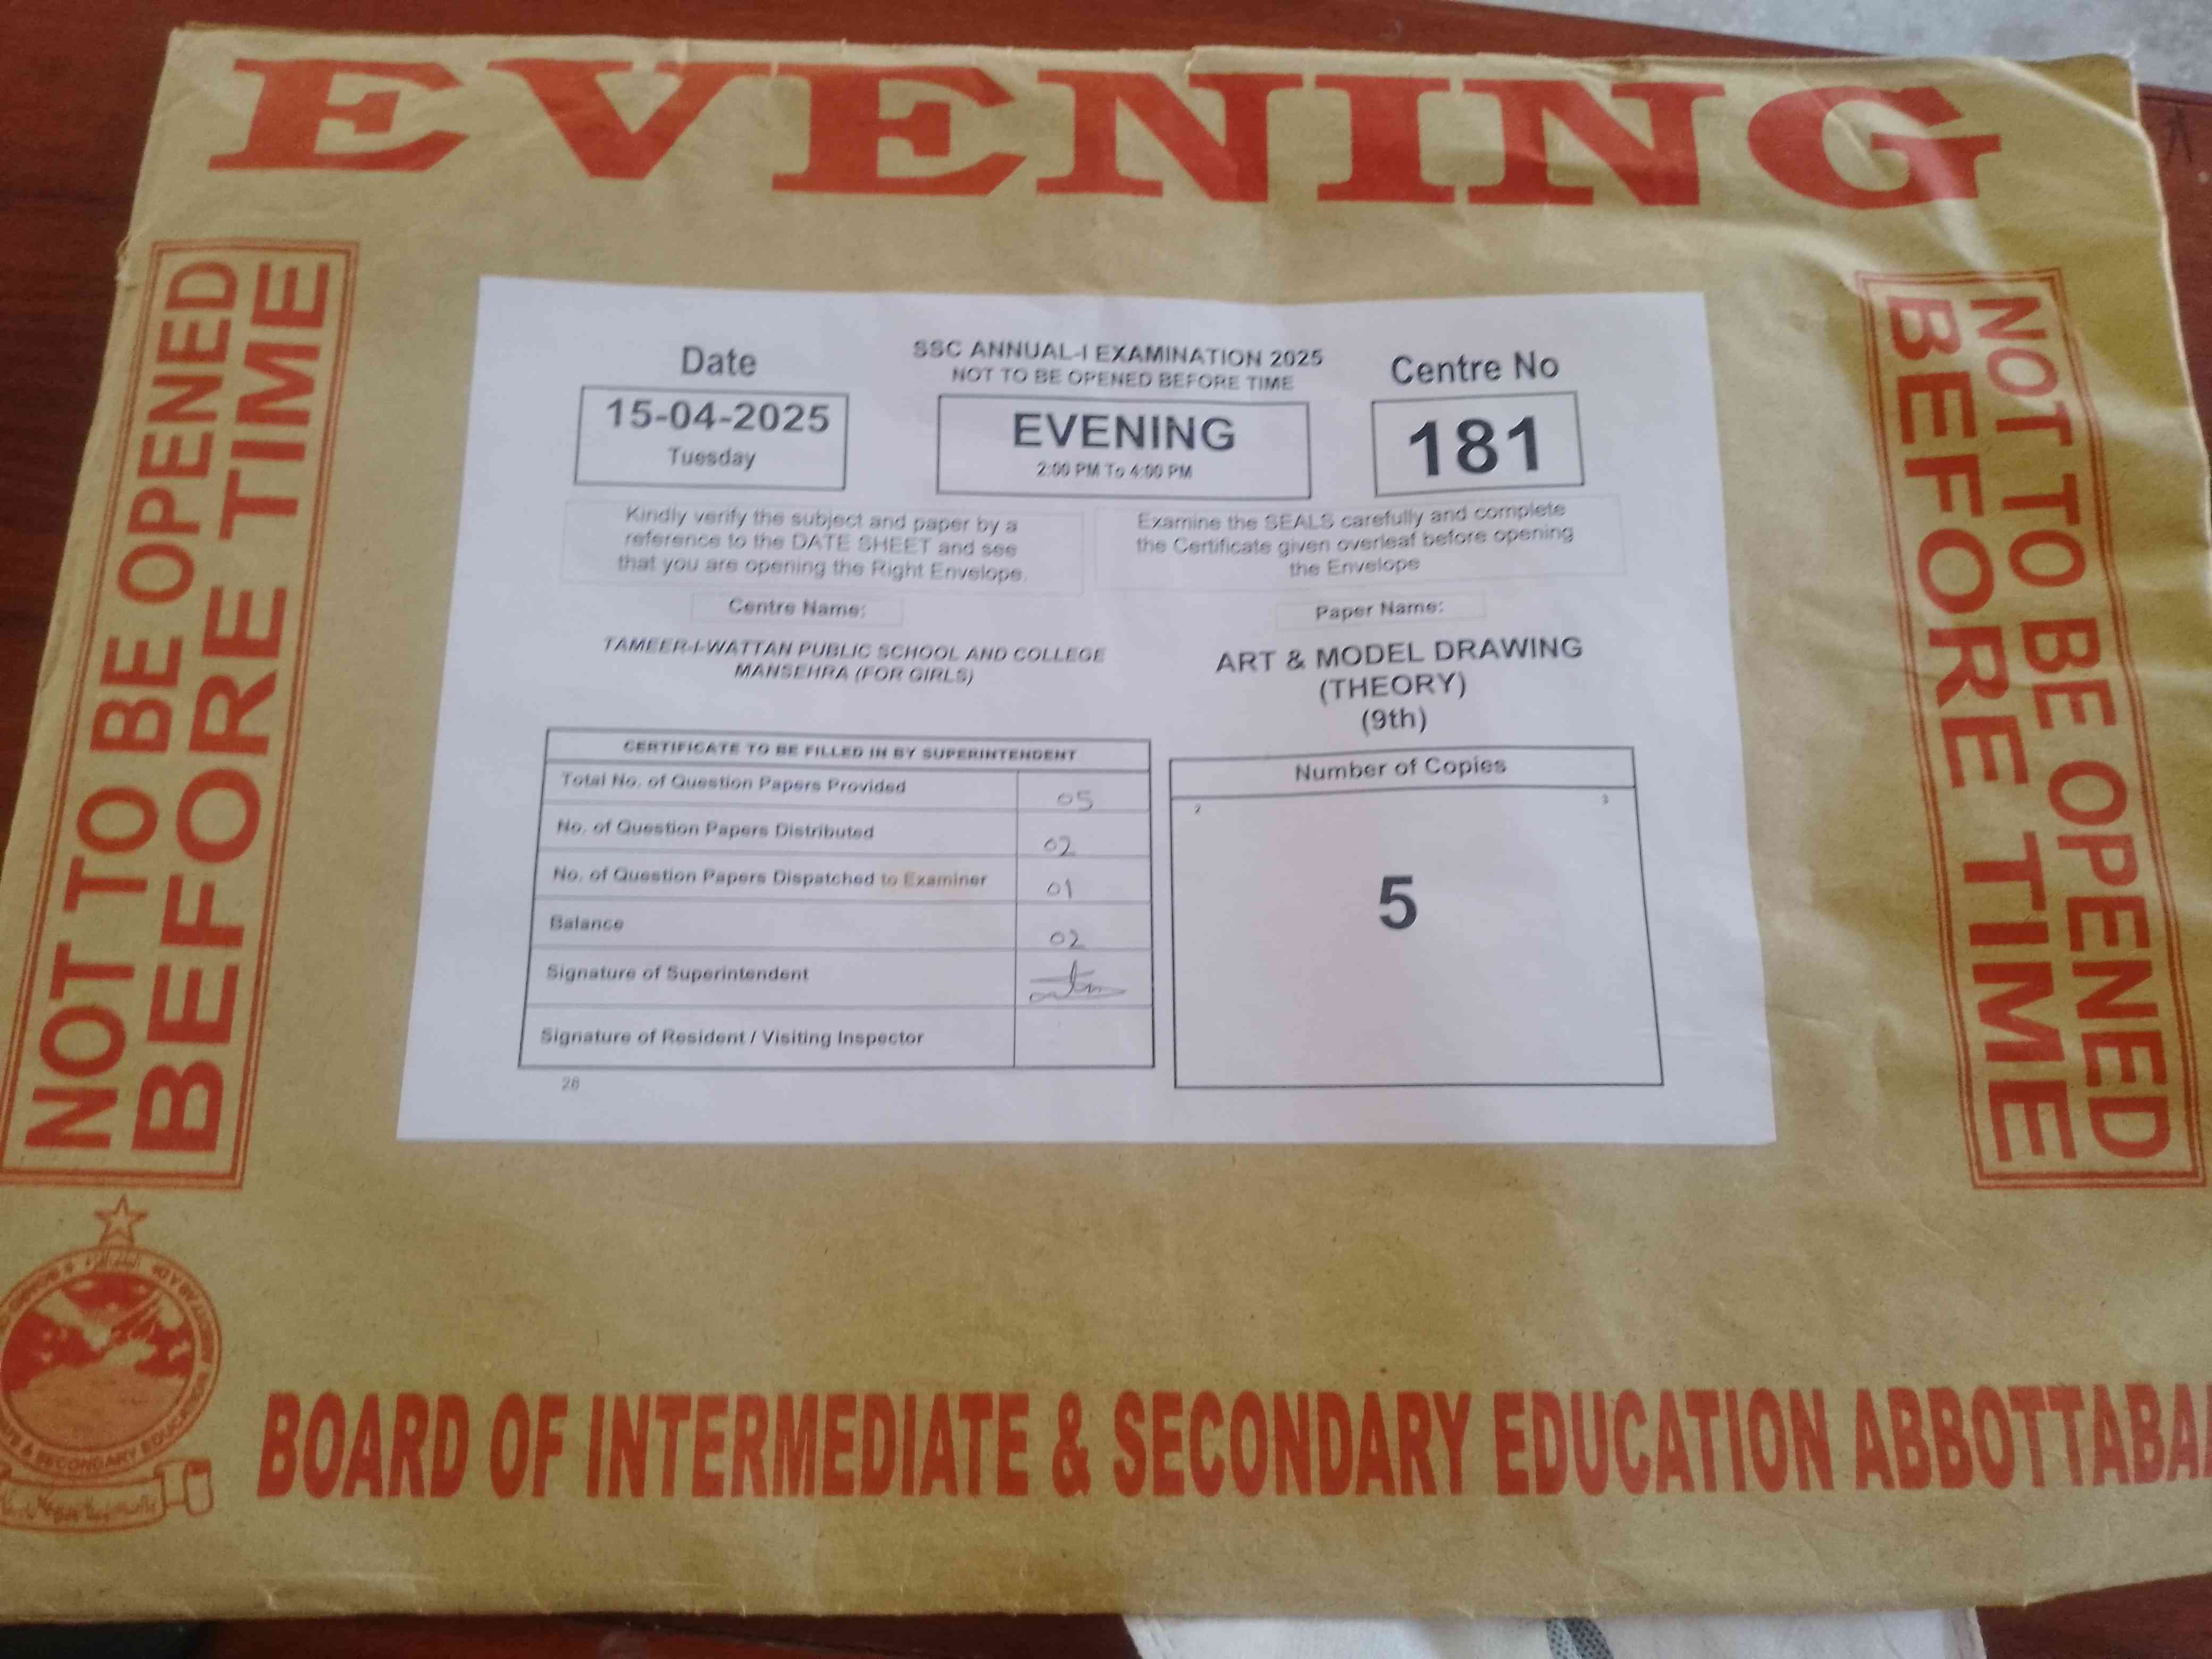 EVENING
NOT TO BE OPENED
BEFORE TIME
Date
15-04-2025
Tuesday
SSC ANNUAL-I EXAMINATION 2025
NOT TO BE OPENED BEFORE TIME
EVENING
2:00 PM To 4:00 PM
Centre No
181
Kindly verify the subject and paper by a
reference to the DATE SHEET and see
that you are opening the Right Envelope.
Examine the SEALS carefully and complete
the Certificate given overleaf before opening
the Envelope
Centre Name:
TAMEER-I-WATTAN PUBLIC SCHOOL AND COLLEGE
MANSEHRA (FOR GIRLS)
Paper Name:
ART & MODEL DRAWING
(THEORY)
(9th)
CERTIFICATE TO BE FILLED IN BY SUPERINTENDENT
Total No. of Question Papers Provided 05
No. of Question Papers Distributed 02
No. of Question Papers Dispatched to Examiner 01
Balance 02
Signature of Superintendent
Signature of Resident / Visiting Inspector
28
Number of Copies
2 3
5
NOT TO BE OPENED
BEFORE TIME
& SECONDARY EDUCATION
BOARD OF INTERMEDIATE & SECONDARY EDUCATION ABBOTTABA